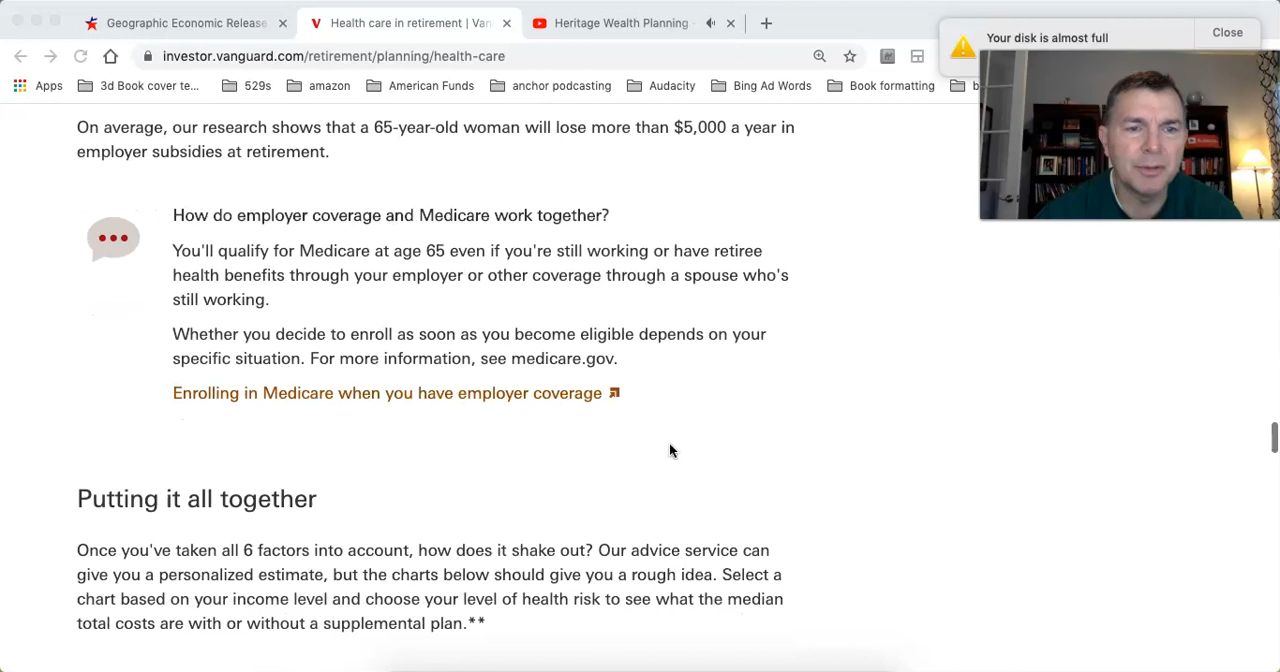 Geographic Economic Release
Health care in retirement | Van
Heritage Wealth Planning -
Your disk is almost full
Close
investor.vanguard.com/retirement/planning/health-care
Apps
3d Book cover te...
529s
amazon
American Funds
anchor podcasting
Audacity
Bing Ad Words
Book formatting
b
On average, our research shows that a 65-year-old woman will lose more than $5,000 a year in
employer subsidies at retirement.
How do employer coverage and Medicare work together?
You'll qualify for Medicare at age 65 even if you're still working or have retiree
health benefits through your employer or other coverage through a spouse who's
still working.
Whether you decide to enroll as soon as you become eligible depends on your
specific situation. For more information, see medicare.gov.
Enrolling in Medicare when you have employer coverage
Putting it all together
Once you've taken all 6 factors into account, how does it shake out? Our advice service can
give you a personalized estimate, but the charts below should give you a rough idea. Select a
chart based on your income level and choose your level of health risk to see what the median
total costs are with or without a supplemental plan.**